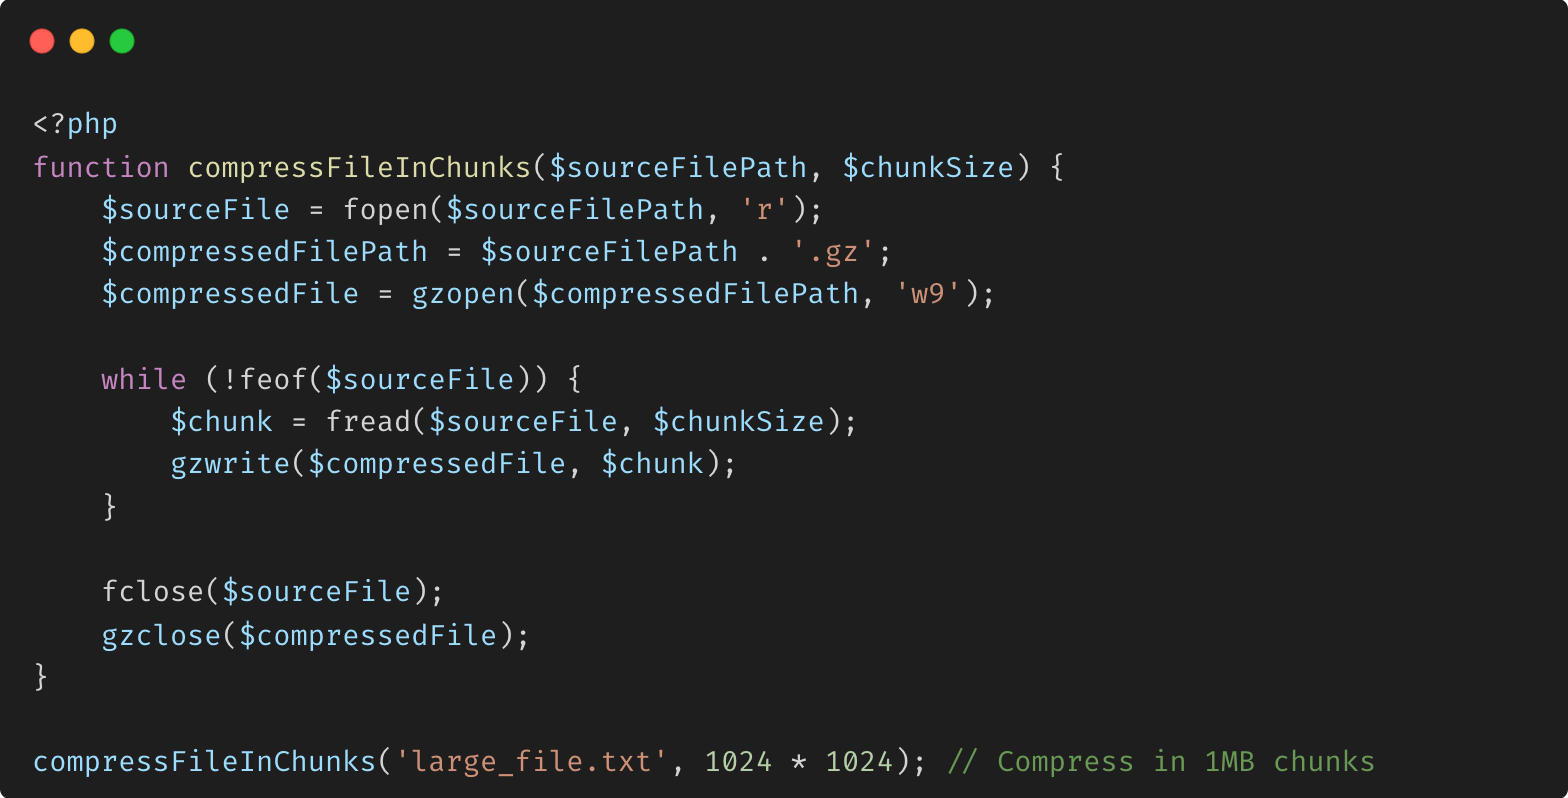 <?php
function compressFileInChunks($sourceFilePath, $chunkSize) {
    $sourceFile = fopen($sourceFilePath, 'r');
    $compressedFilePath = $sourceFilePath . '.gz';
    $compressedFile = gzopen($compressedFilePath, 'w9');

    while (!feof($sourceFile)) {
        $chunk = fread($sourceFile, $chunkSize);
        gzwrite($compressedFile, $chunk);
    }

    fclose($sourceFile);
    gzclose($compressedFile);
}

compressFileInChunks('large_file.txt', 1024 * 1024); // Compress in 1MB chunks